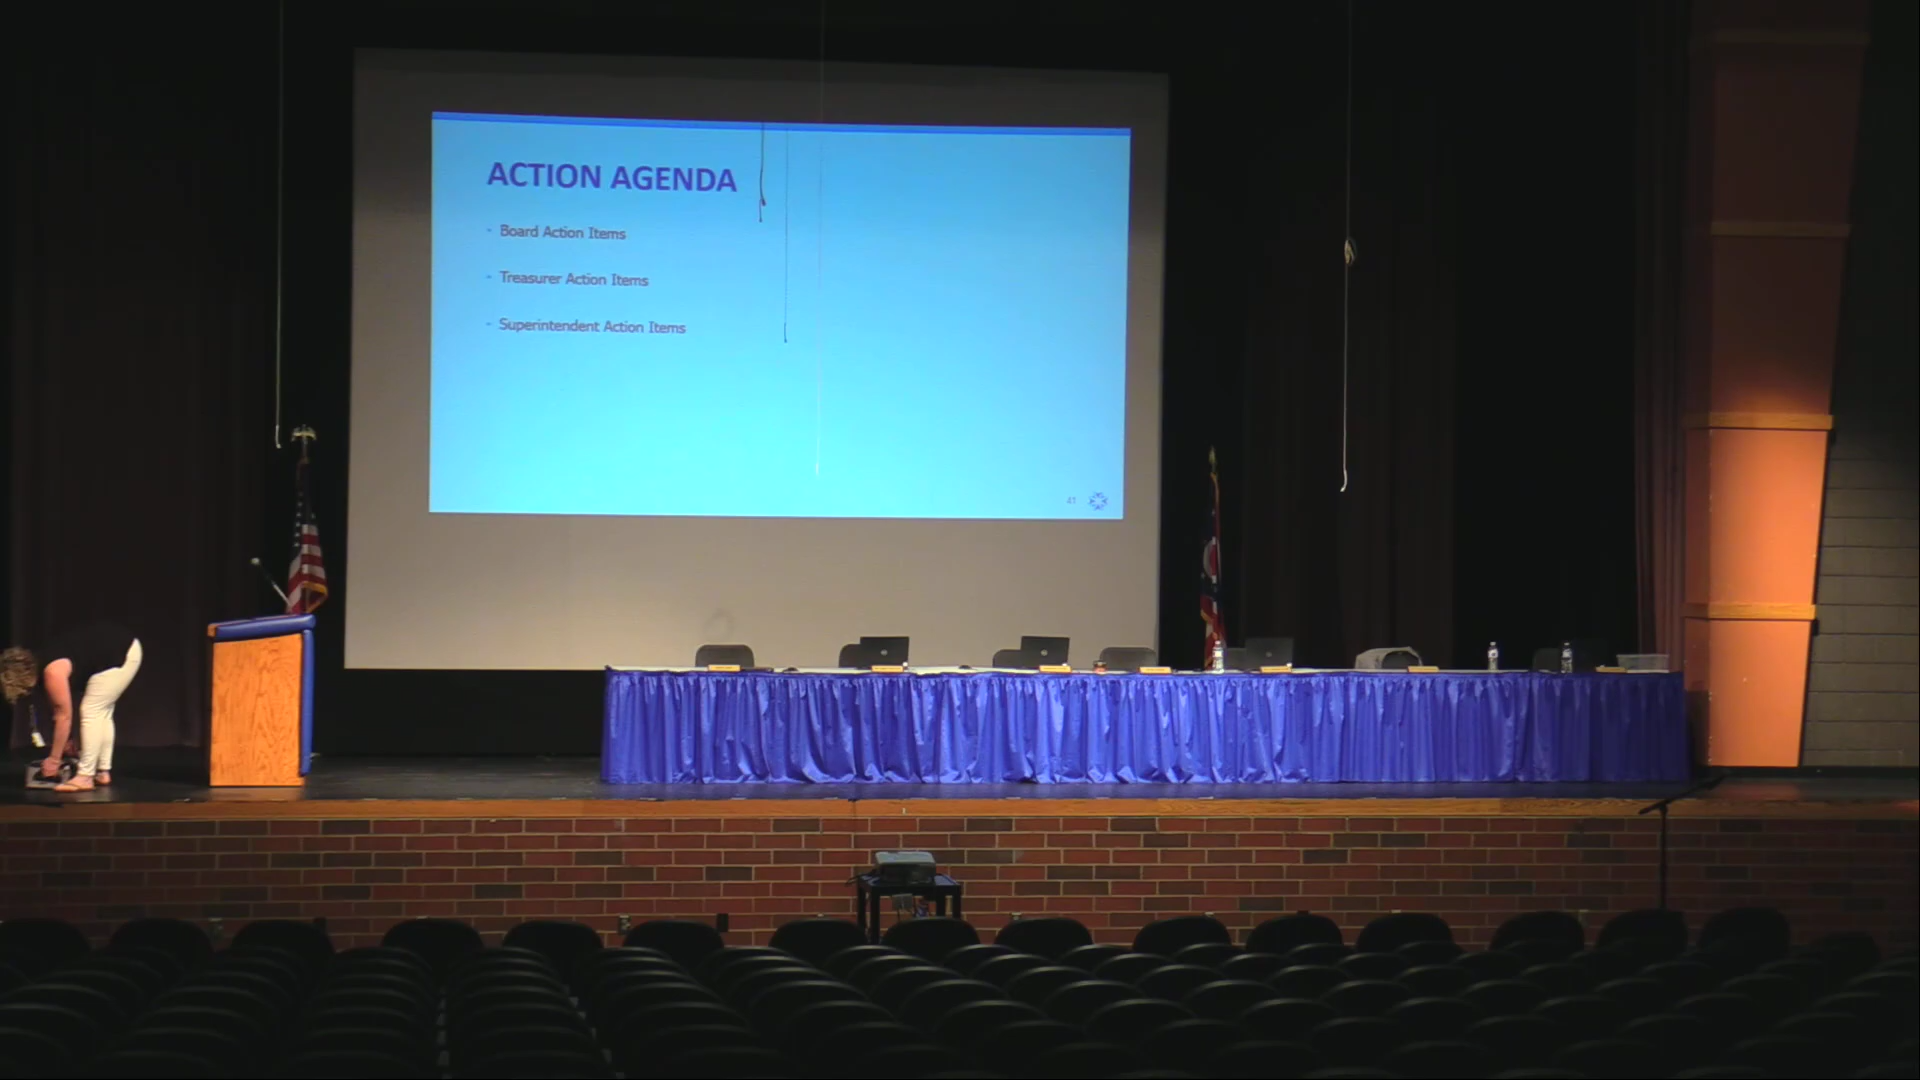 ACTION AGENDA
- Board Action Items
- Treasurer Action Items
- Superintendent Action Items
41